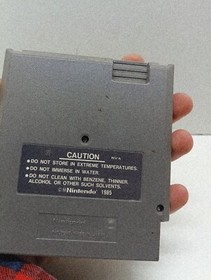 CAUTION REV-A
•DO NOT STORE IN EXTREME TEMPERATURES.
•DO NOT IMMERSE IN WATER.
•DO NOT CLEAN WITH BENZENE, THINNER,
ALCOHOL OR OTHER SUCH SOLVENTS.
©Nintendo 1985